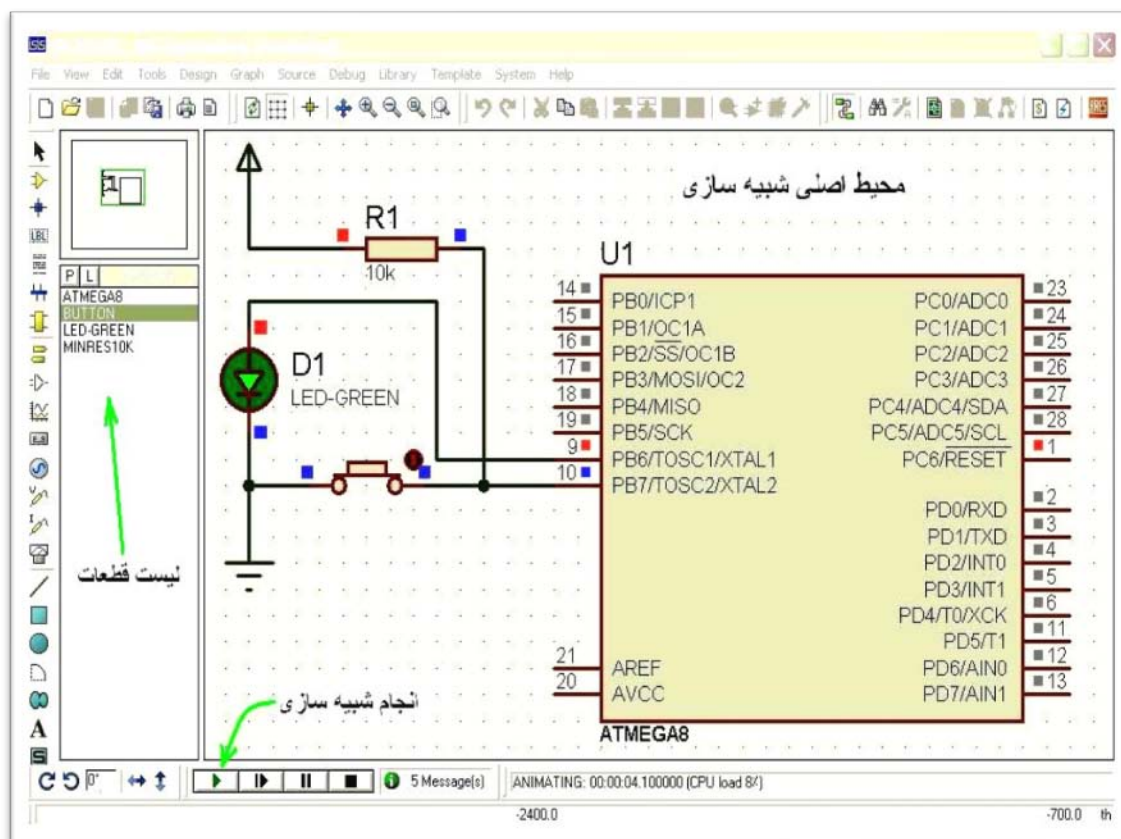 ISIS
File View Edit Tools Design Graph Source Debug Library Template System Help
محیط اصلی شبیه سازی
R1
10k
U1
P L
ATMEGA8
BUTTON
LED-GREEN
MINRES10K
D1
LED-GREEN
14 PB0/ICP1 PC0/ADC0 23
15 PB1/OC1A PC1/ADC1 24
16 PB2/SS/OC1B PC2/ADC2 25
17 PB3/MOSI/OC2 PC3/ADC3 26
18 PB4/MISO PC4/ADC4/SDA 27
19 PB5/SCK PC5/ADC5/SCL 28
9 PB6/TOSC1/XTAL1 PC6/RESET 1
10 PB7/TOSC2/XTAL2
PD0/RXD 2
PD1/TXD 3
PD2/INT0 4
PD3/INT1 5
PD4/T0/XCK 6
PD5/T1 11
21 AREF PD6/AIN0 12
20 AVCC PD7/AIN1 13
ATMEGA8
لیست قطعات
انجام شبیه سازی
LBL
A
S
0°
5 Message(s)
ANIMATING: 00:00:04.100000 (CPU load 8%)
-2400.0 -700.0 th